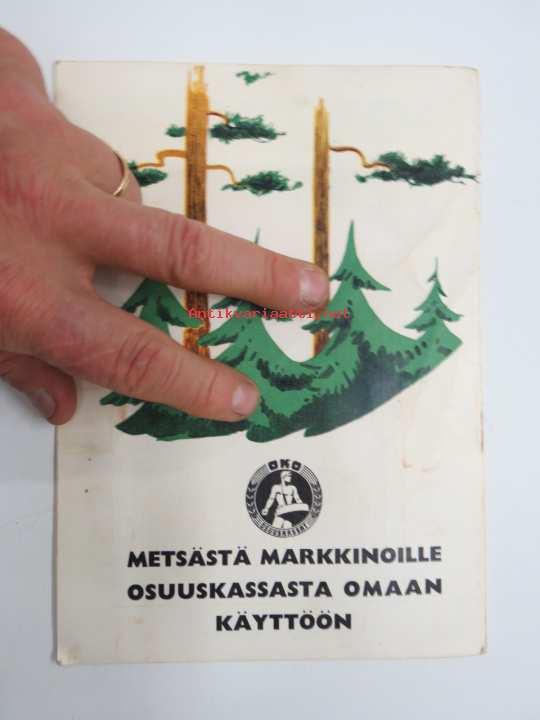 Antikvariaatti.net
OKO
OSUUSKASSAT
METSÄSTÄ MARKKINOILLE
OSUUSKASSASTA OMAAN
KÄYTTÖÖN